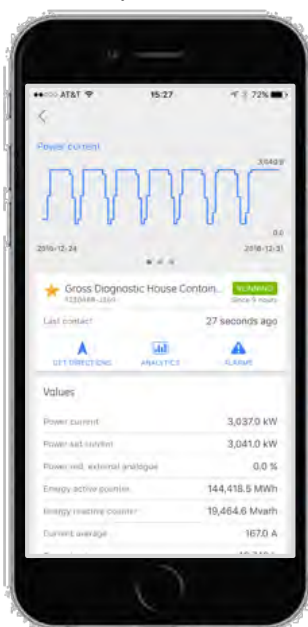 AT&T 15:27 72%
Power current
3,040.9
0.0
2016-12-24 2016-12-31
Gross Diagnostic House Contain... RUNNING
Since 9 hours
Last contact 27 seconds ago
GET DIRECTIONS ANALYTICS ALARMS
Values
Power current 3,037.0 kW
Power set current 3,041.0 kW
Power red. external analogue 0.0 %
Energy active counter 144,418.5 MWh
Energy reactive counter 19,464.6 Mvarh
Current average 167.0 A